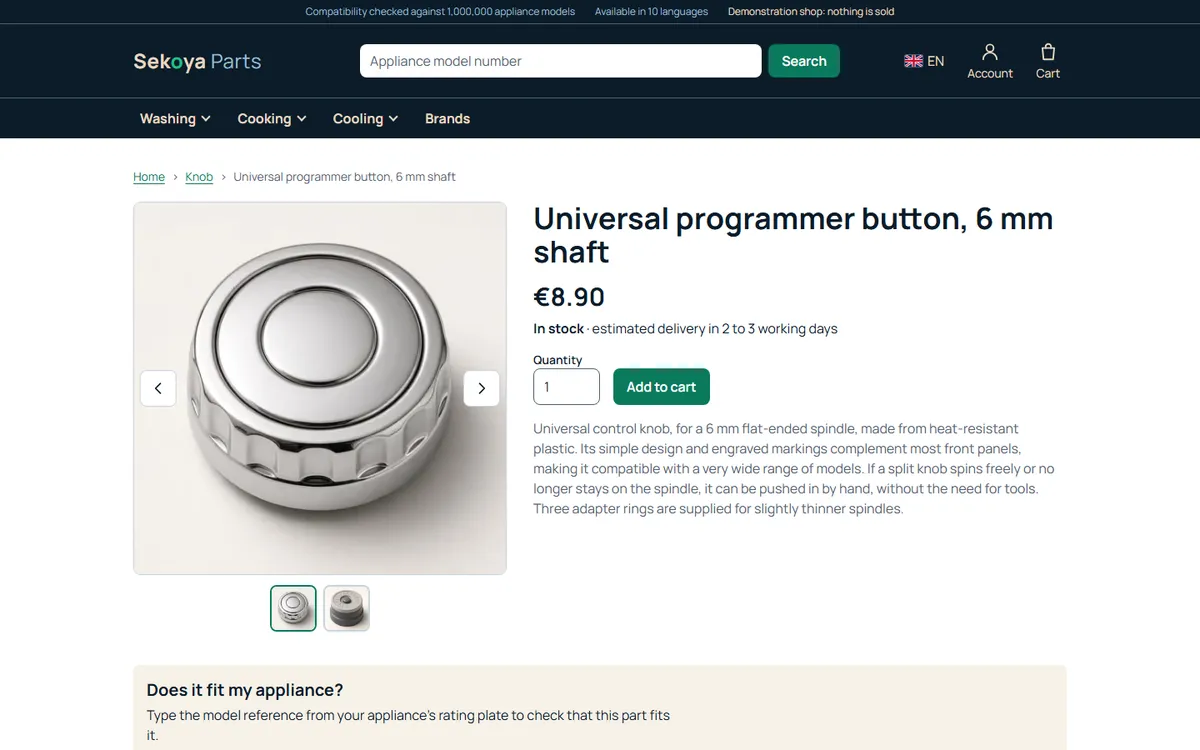 Compatibility checked against 1,000,000 appliance models
Available in 10 languages
Demonstration shop: nothing is sold
Sekoya Parts
Appliance model number
Search
EN
Account
Cart
Washing
Cooking
Cooling
Brands
Home › Knob › Universal programmer button, 6 mm shaft
Universal programmer button, 6 mm
shaft
€8.90
In stock · estimated delivery in 2 to 3 working days
Quantity
1
Add to cart
Universal control knob, for a 6 mm flat-ended spindle, made from heat-resistant
plastic. Its simple design and engraved markings complement most front panels,
making it compatible with a very wide range of models. If a split knob spins freely or no
longer stays on the spindle, it can be pushed in by hand, without the need for tools.
Three adapter rings are supplied for slightly thinner spindles.
Does it fit my appliance?
Type the model reference from your appliance's rating plate to check that this part fits
it.